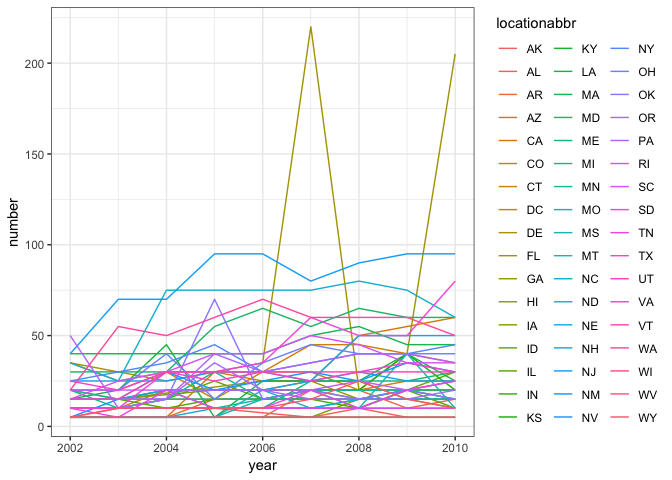 locationabbr
AK KY NY
AL LA OH
AR MA OK
AZ MD OR
CA ME PA
CO MI RI
CT MN SC
DC MO SD
DE MS TN
FL MT TX
GA NC UT
HI ND VA
IA NE VT
ID NH WA
IL NJ WI
IN NM WV
KS NV WY
number
200
150
100
50
0
2002 2004 2006 2008 2010
year